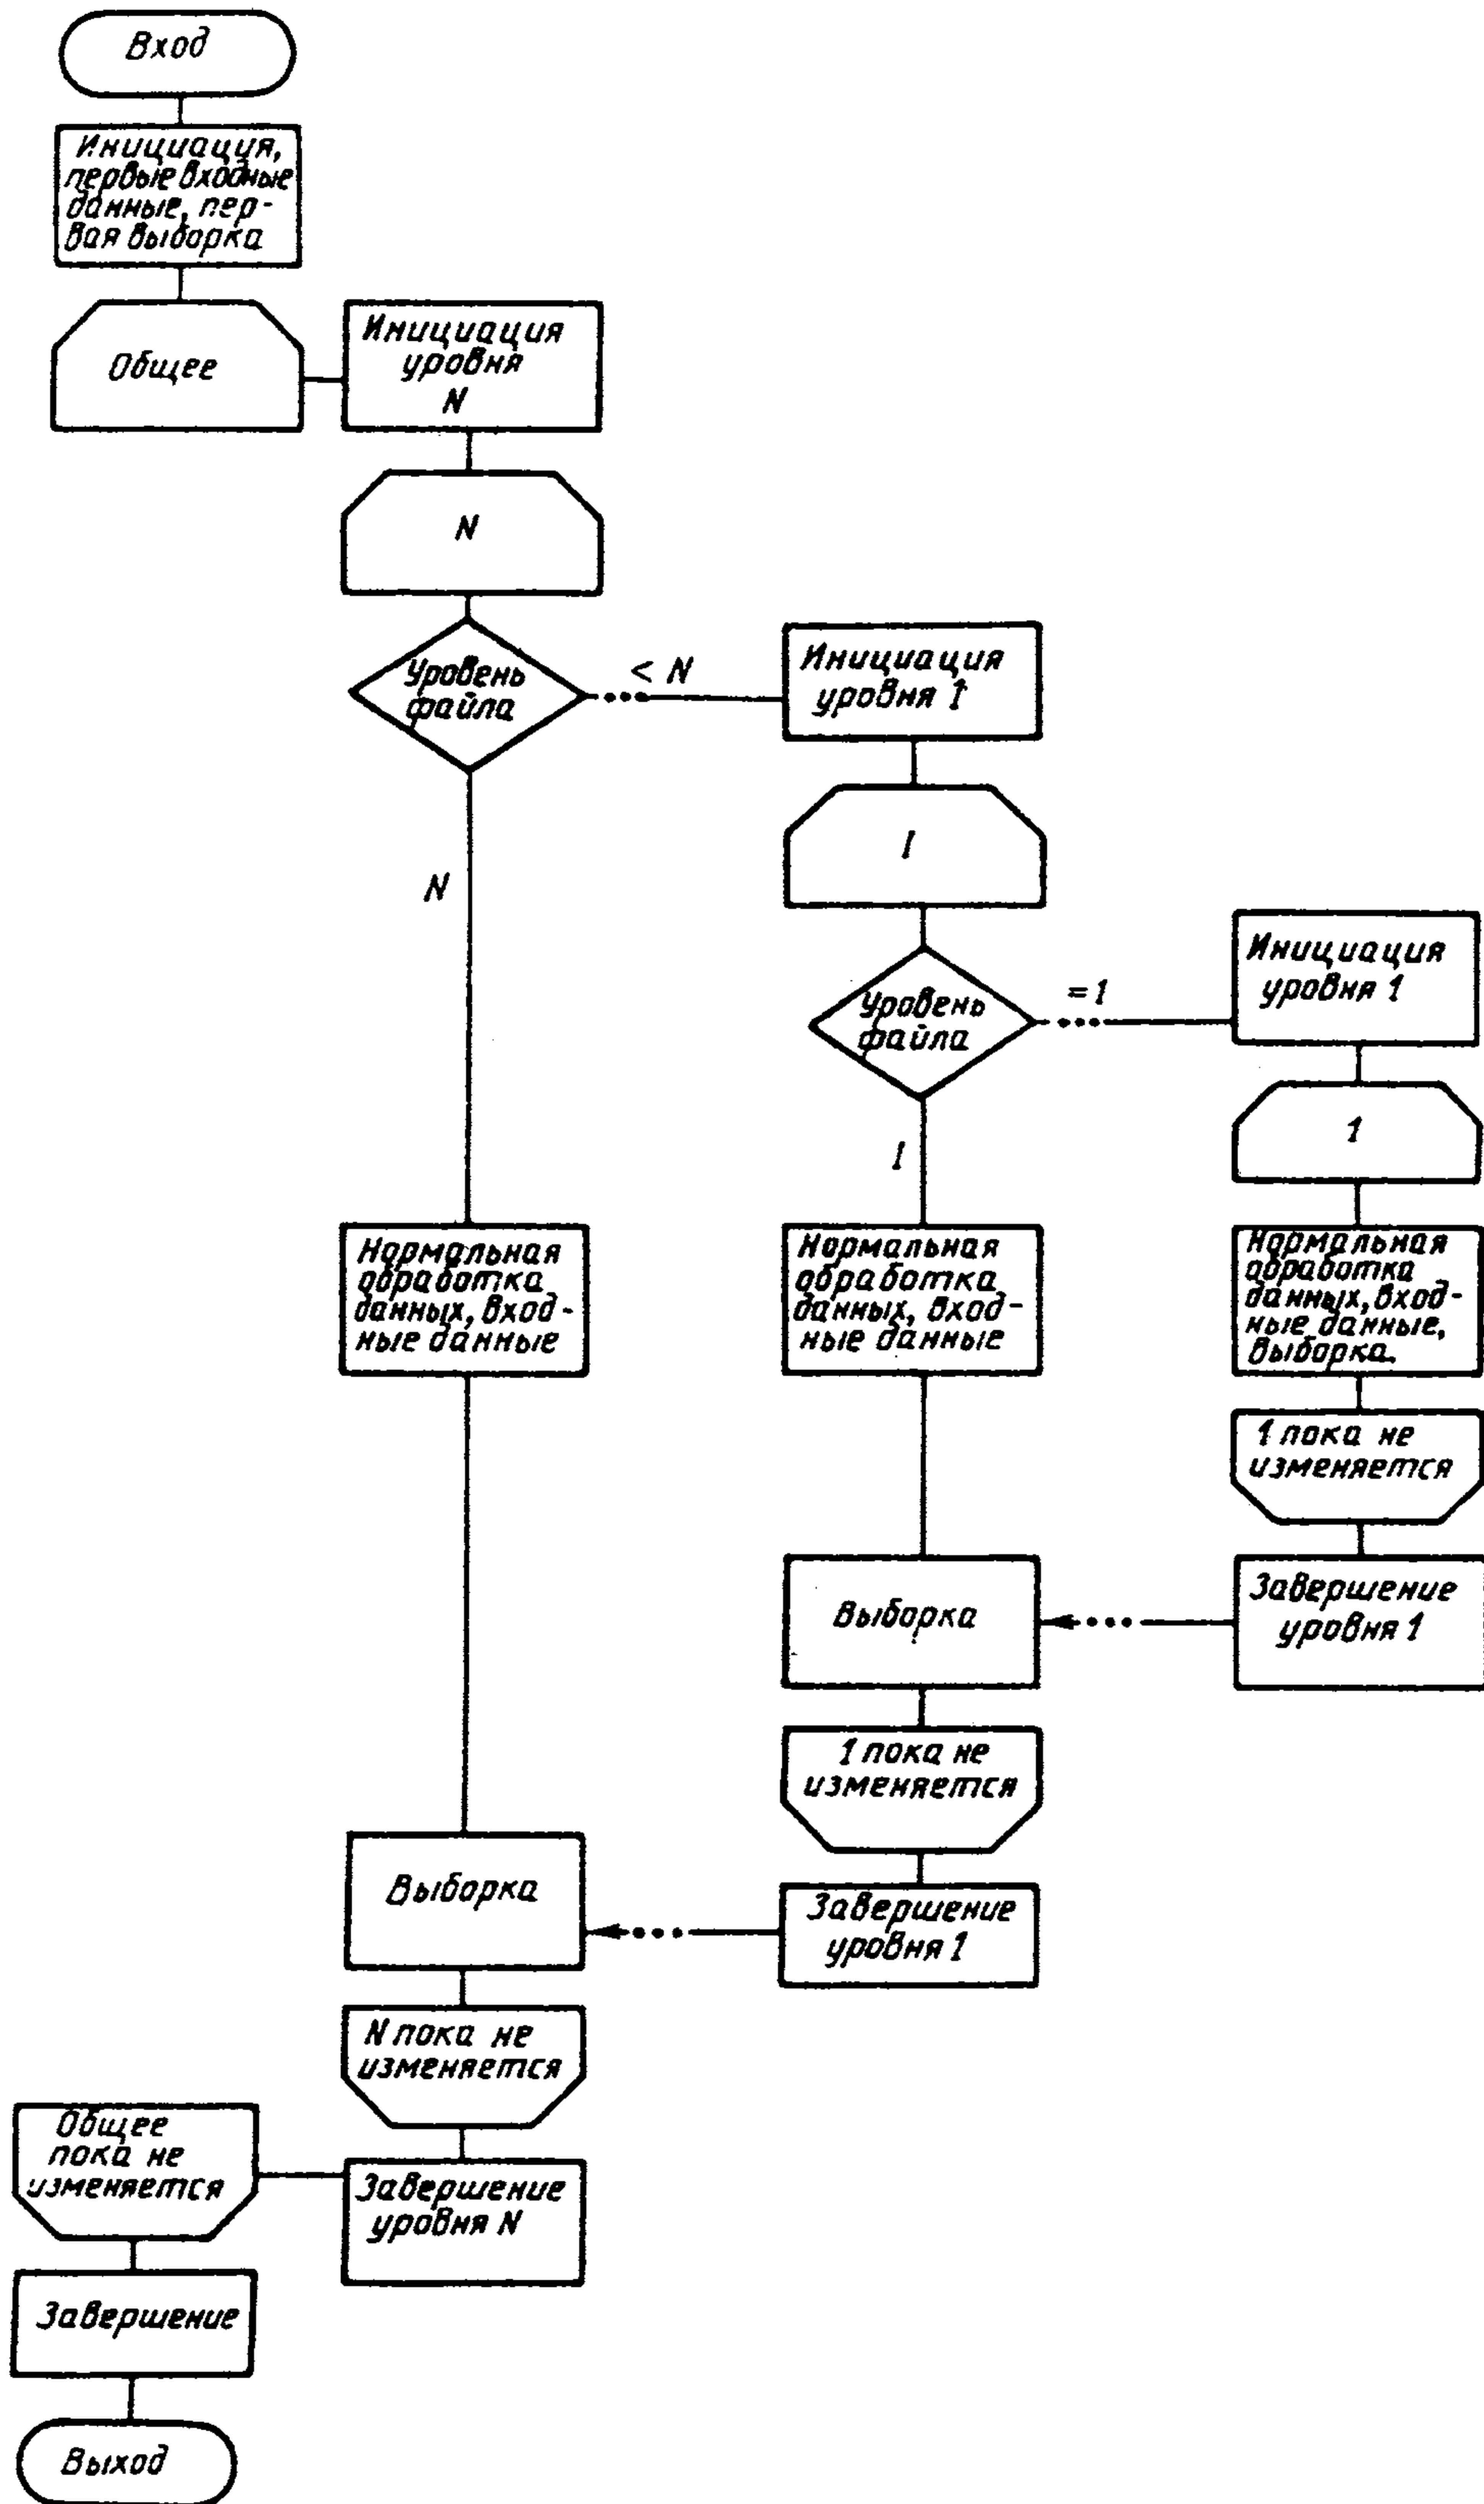 Вход
Инициация,
первые входные
данные, пер-
вая выборка
Общее
Инициация
уровня
N
N
Уровень
файла
< N
Инициация
уровня 1
N
I
Уровень
файла
=1
Инициация
уровня 1
I
1
Нормальная
обработка
данных, вход-
ные данные
Нормальная
обработка
данных, вход-
ные данные
Нормальная
обработка
данных, вход-
ные данные,
выборка.
1 пока не
изменяется
Завершение
уровня 1
Выборка
1 пока не
изменяется
Завершение
уровня 1
Выборка
N пока не
изменяется
Завершение
уровня N
Общее
пока не
изменяется
Завершение
Выход